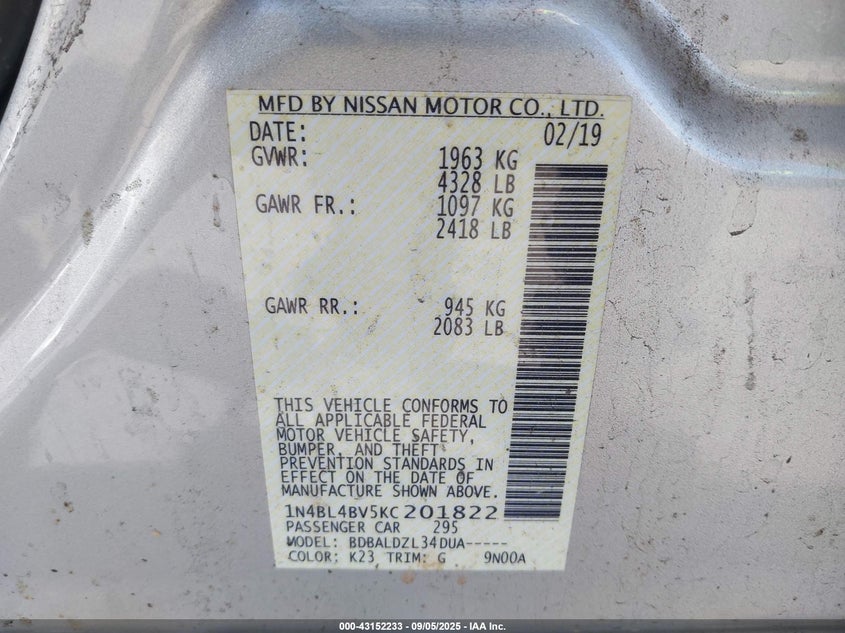 MFD BY NISSAN MOTOR CO., LTD.
DATE: 02/19
GVWR: 1963 KG
4328 LB
GAWR FR.: 1097 KG
2418 LB
GAWR RR.: 945 KG
2083 LB
THIS VEHICLE CONFORMS TO
ALL APPLICABLE FEDERAL
MOTOR VEHICLE SAFETY,
BUMPER, AND THEFT
PREVENTION STANDARDS IN
EFFECT ON THE DATE OF
MANUFACTURE SHOWN ABOVE.
1N4BL4BV5KC201822
PASSENGER CAR 295
MODEL: BDBALDZL34DUA-----
COLOR: K23, TRIM: G 9N00A
000-43152233 - 09/05/2025 - IAA Inc.